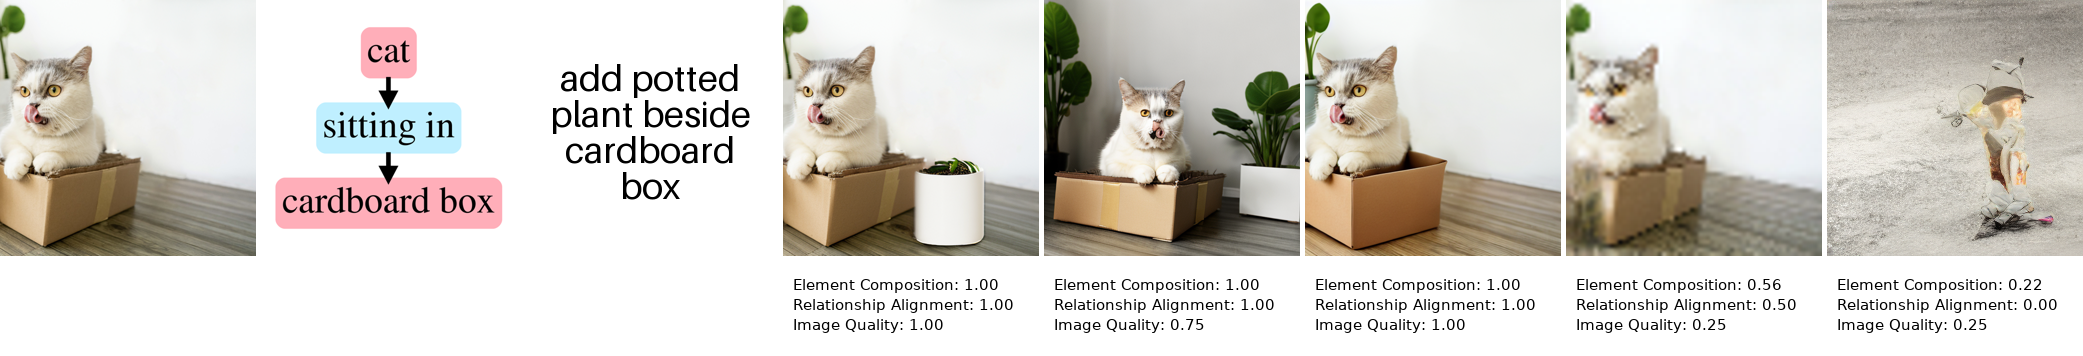 cat
sitting in
cardboard box
add potted
plant beside
cardboard
box
Element Composition: 1.00
Relationship Alignment: 1.00
Image Quality: 1.00
Element Composition: 1.00
Relationship Alignment: 1.00
Image Quality: 0.75
Element Composition: 1.00
Relationship Alignment: 1.00
Image Quality: 1.00
Element Composition: 0.56
Relationship Alignment: 0.50
Image Quality: 0.25
Element Composition: 0.22
Relationship Alignment: 0.00
Image Quality: 0.25